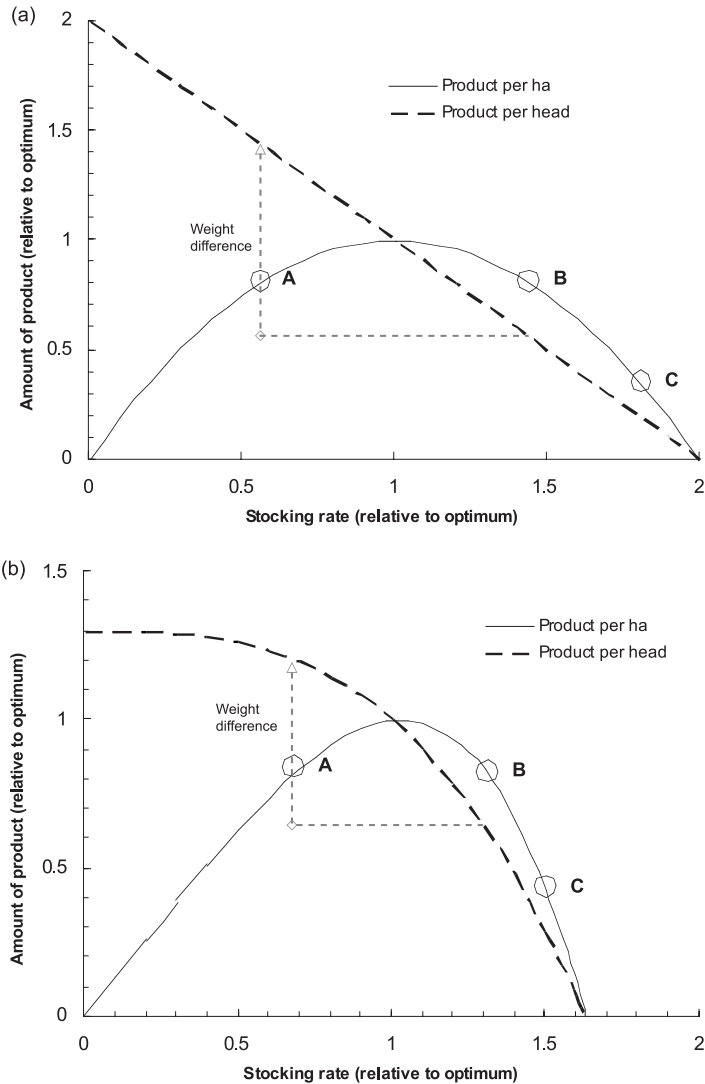 (a)
2
Product per ha
Product per head
1.5
Weight
difference
1
A
B
0.5
C
0
0
0.5
1
1.5
2
Amount of product (relative to optimum)
Stocking rate (relative to optimum)
(b)
1.5
Product per ha
Product per head
Weight
difference
1
A
B
0.5
C
0
0
0.5
1
1.5
2
Amount of product (relative to optimum)
Stocking rate (relative to optimum)